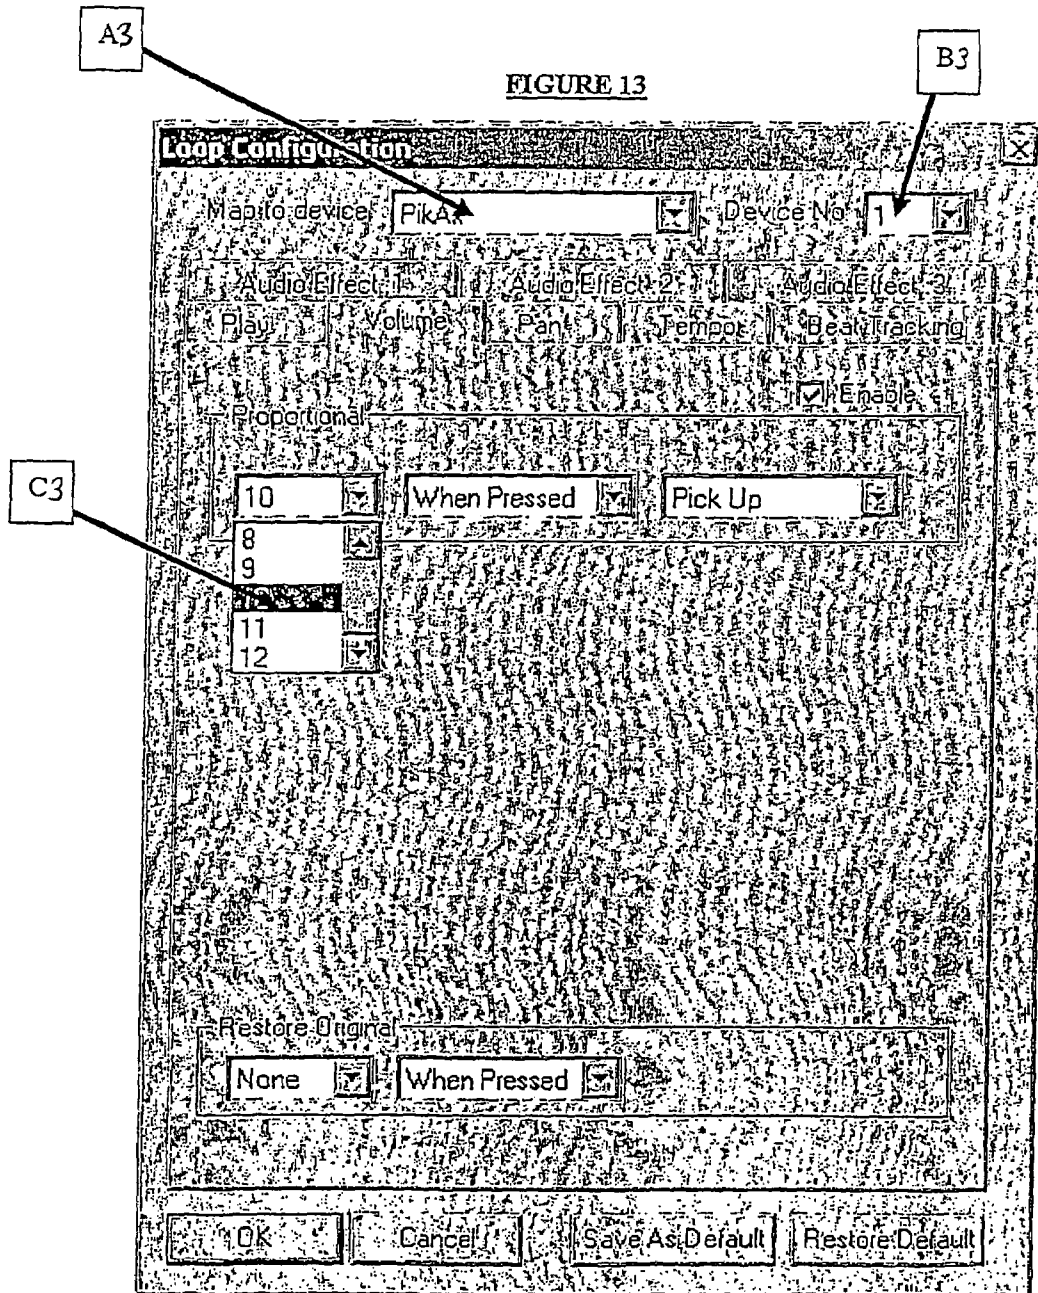 A3
B3
FIGURE 13
Loop Configuration
Map to device PikAx Device No 1
Audio Effect 1 Audio Effect 2 Audio Effect 3
Play Volume Pan Tempo Beat Tracking
Enable
Proportional
C3
10 When Pressed Pick Up
8
9
11
12
Restore Original
None When Pressed
OK Cancel Save As Default Restore Default